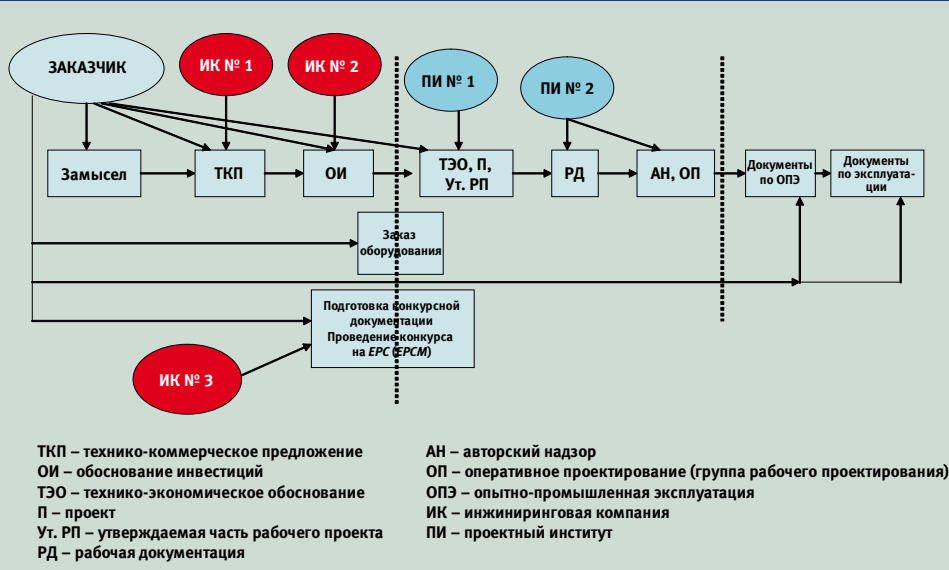 ЗАКАЗЧИК
ИК № 1
ИК № 2
ПИ № 1
ПИ № 2
Замысел
ТКП
ОИ
ТЭО, П,
Ут. РП
РД
АН, ОП
Документы
по ОПЭ
Документы
по эксплуата-
ции
Заказ
оборудования
Подготовка конкурсной
документации
Проведение конкурса
на EPC (EPCM)
ИК № 3
ТКП – технико-коммерческое предложение
ОИ – обоснование инвестиций
ТЭО – технико-экономическое обоснование
П – проект
Ут. РП – утверждаемая часть рабочего проекта
РД – рабочая документация
АН – авторский надзор
ОП – оперативное проектирование (группа рабочего проектирования)
ОПЭ – опытно-промышленная эксплуатация
ИК – инжиниринговая компания
ПИ – проектный институт